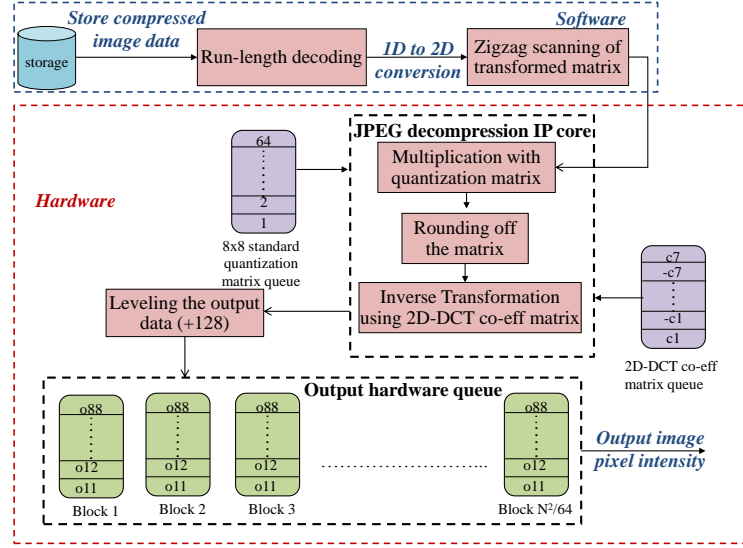 Store compressed
image data
Software
storage
Run-length decoding
1D to 2D
conversion
Zigzag scanning of
transformed matrix
JPEG decompression IP core
64
2
1
8x8 standard
quantization
matrix queue
Hardware
Multiplication with
quantization matrix
Rounding off
the matrix
Inverse Transformation
using 2D-DCT co-eff matrix
c7
-c7
-c1
c1
2D-DCT co-eff
matrix queue
Leveling the output
data (+128)
Output hardware queue
o88
o12
o11
Block 1
o88
o12
o11
Block 2
o88
o12
o11
Block 3
o88
o12
o11
Block N²/64
Output image
pixel intensity